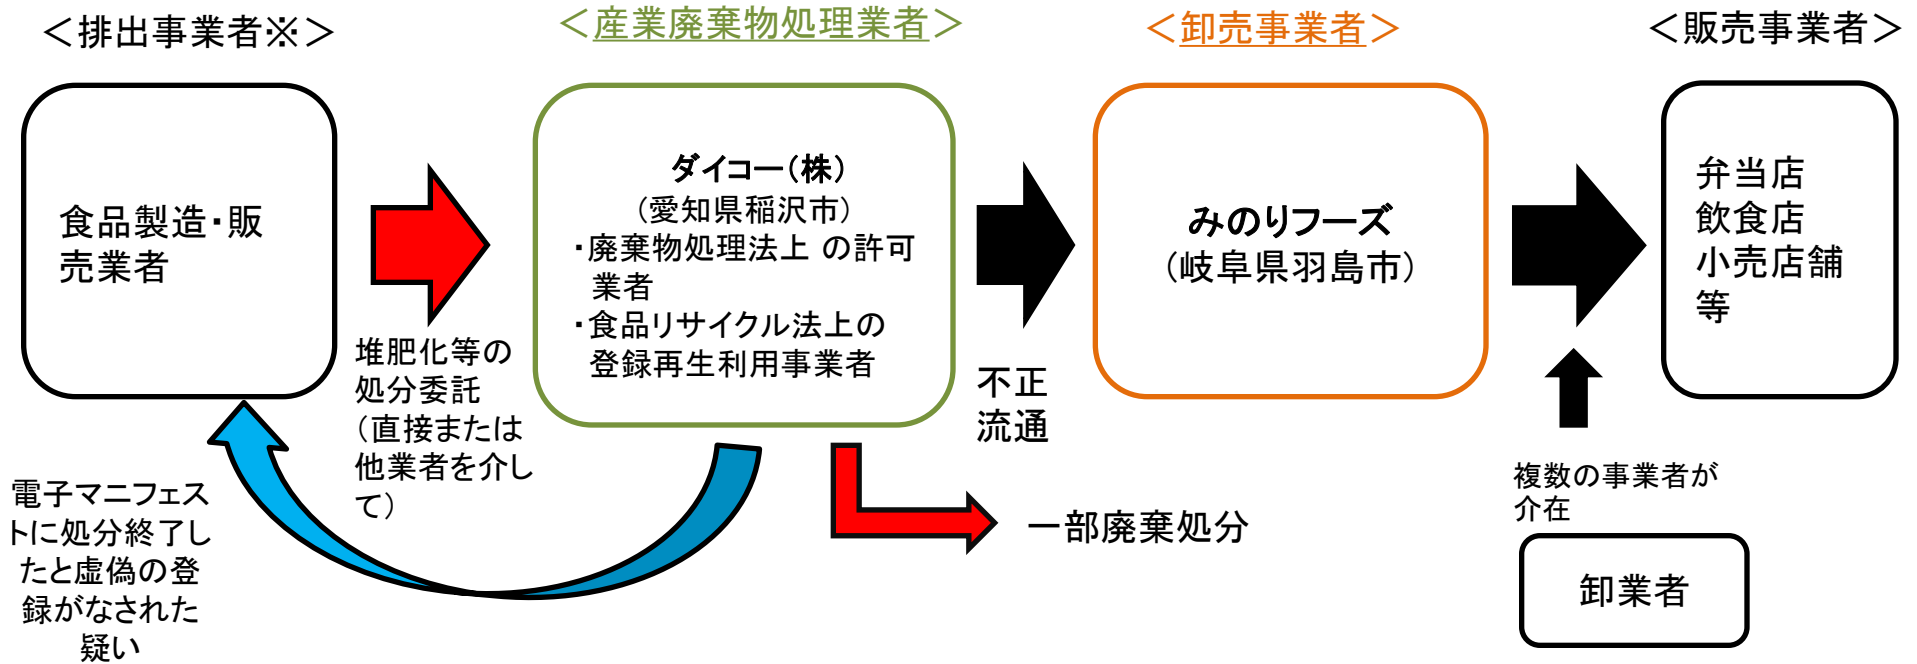 ＜排出事業者※＞
＜産業廃棄物処理業者＞
＜卸売事業者＞
＜販売事業者＞
食品製造・販
売業者
堆肥化等の
処分委託
（直接または
他業者を介し
て）
ダイコー（株）
（愛知県稲沢市）
・廃棄物処理法上 の許可
業者
・食品リサイクル法上の
登録再生利用事業者
不正
流通
みのりフーズ
（岐阜県羽島市）
弁当店
飲食店
小売店舗
等
電子マニフェス
トに処分終了し
たと虚偽の登
録がなされた
疑い
一部廃棄処分
複数の事業者が
介在
卸業者